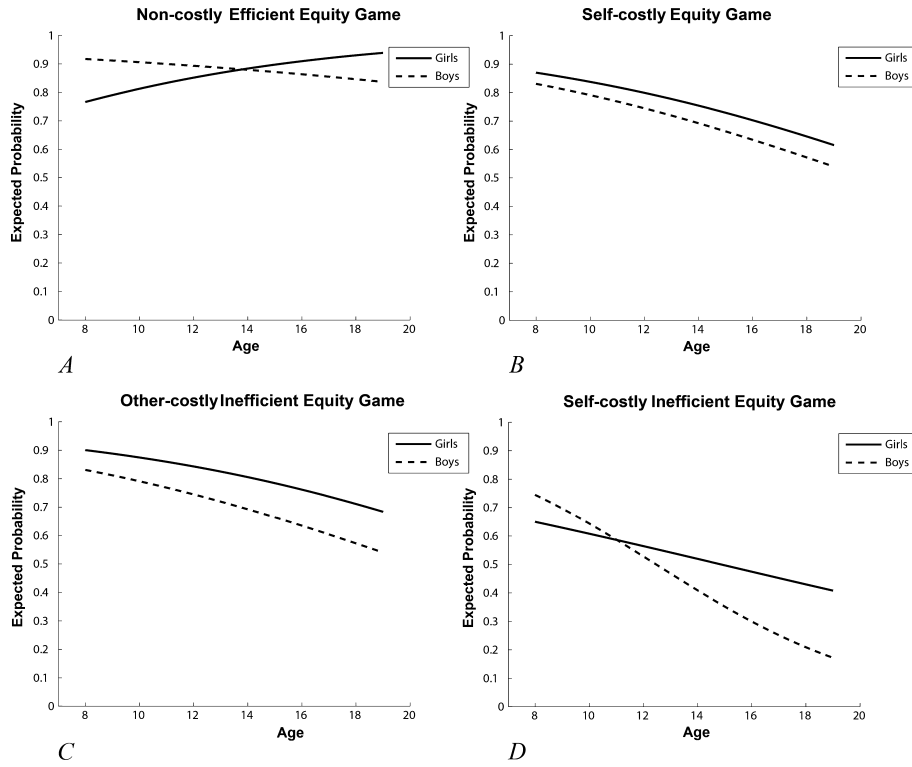 Non-costly Efficient Equity Game
1
0.9
0.8
0.7
0.6
0.5
0.4
0.3
0.2
0.1
0
Expected Probability
Girls
Boys
8 10 12 14 16 18 20
Age
A
Self-costly Equity Game
1
0.9
0.8
0.7
0.6
0.5
0.4
0.3
0.2
0.1
0
Expected Probability
Girls
Boys
8 10 12 14 16 18 20
Age
B
Other-costly Inefficient Equity Game
1
0.9
0.8
0.7
0.6
0.5
0.4
0.3
0.2
0.1
0
Expected Probability
Girls
Boys
8 10 12 14 16 18 20
Age
C
Self-costly Inefficient Equity Game
1
0.9
0.8
0.7
0.6
0.5
0.4
0.3
0.2
0.1
0
Expected Probability
Girls
Boys
8 10 12 14 16 18 20
Age
D